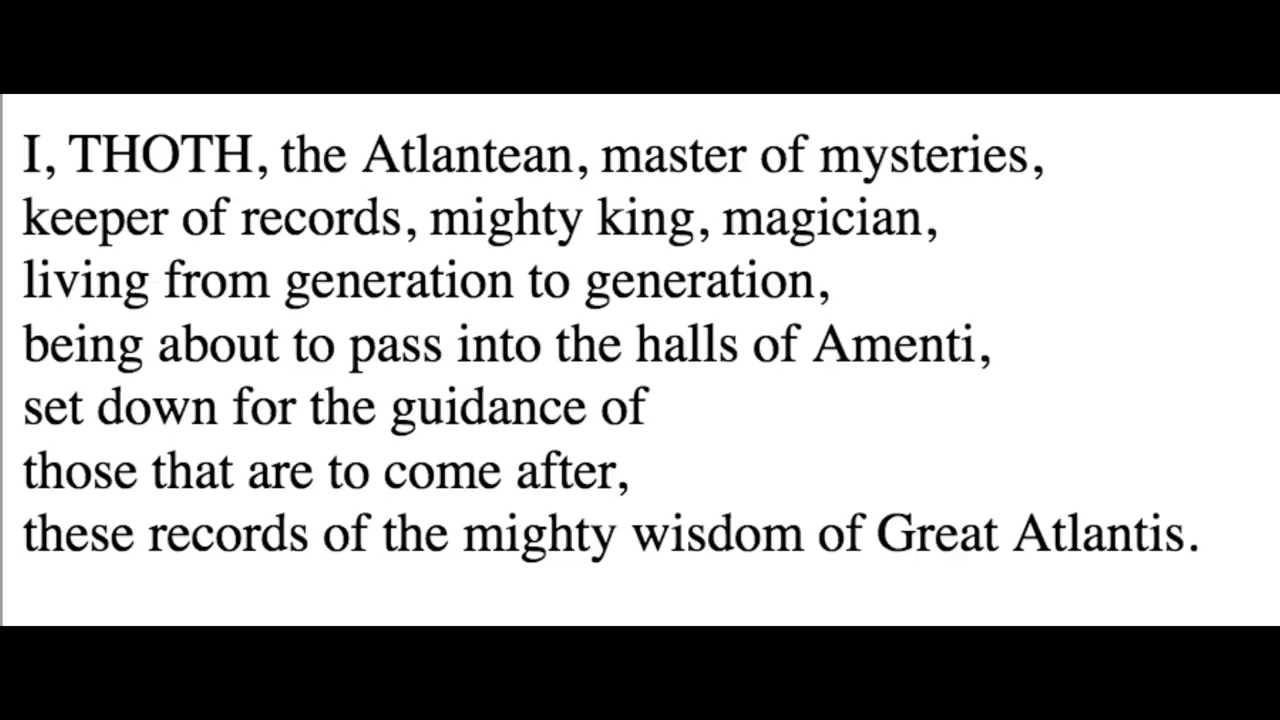 I, THOTH, the Atlantean, master of mysteries,
keeper of records, mighty king, magician,
living from generation to generation,
being about to pass into the halls of Amenti,
set down for the guidance of
those that are to come after,
these records of the mighty wisdom of Great Atlantis.